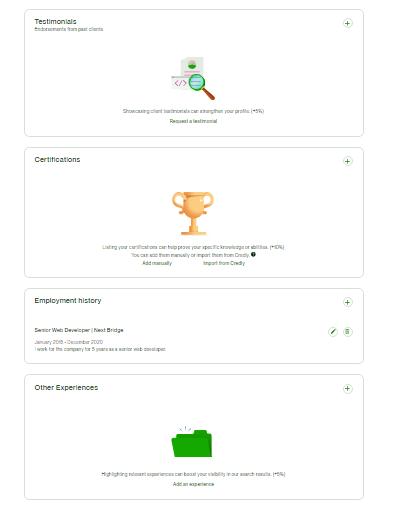 Testimonials
Endorsements from past clients
</>
Showcasing client testimonials can strengthen your profile. (+5%)
Request a testimonial
Certifications
Listing your certifications can help prove your specific knowledge or abilities. (+10%)
You can add them manually or import them from Credly.
Add manually Import from Credly
Employment history
Senior Web Developer | Next Bridge
January 2015 - December 2020
I work for this company for 5 years as a senior web developer.
Other Experiences
Highlighting relevant experiences can boost your visibility in our search results. (+5%)
Add an experience